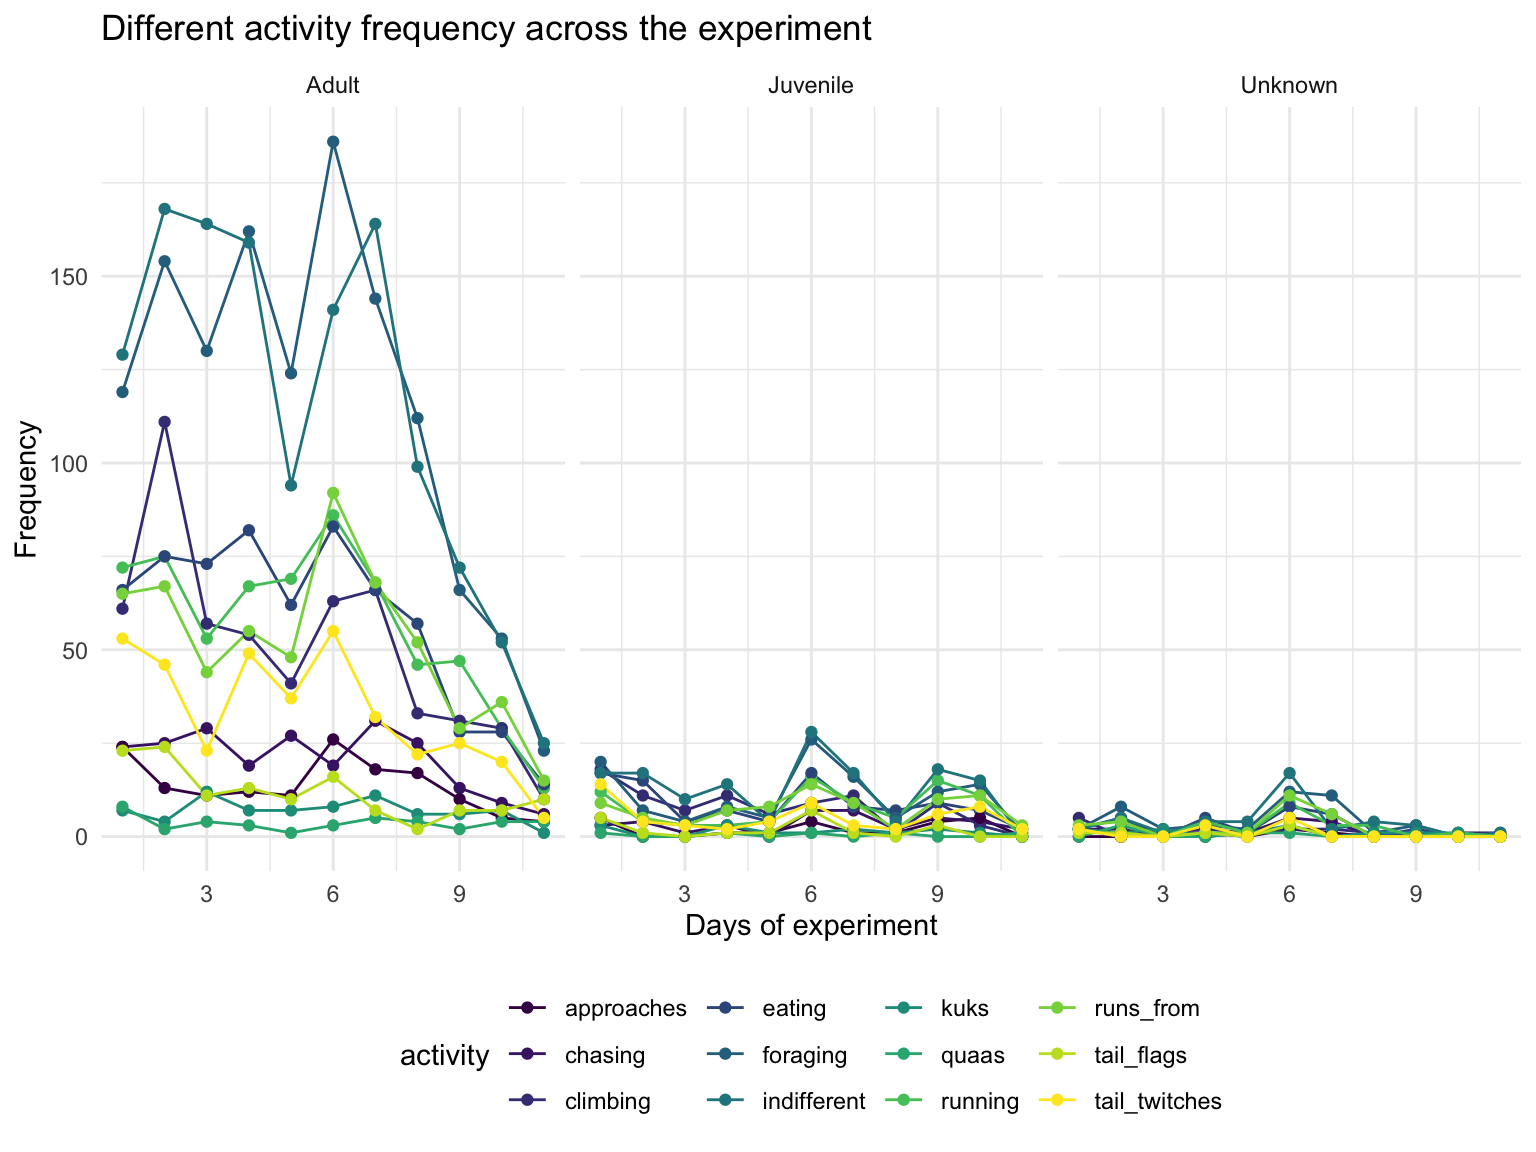 Different activity frequency across the experiment
Adult Juvenile Unknown
150
100
50
0
Frequency
3 6 9 3 6 9 3 6 9
Days of experiment
activity
approaches eating kuks runs_from
chasing foraging quaas tail_flags
climbing indifferent running tail_twitches